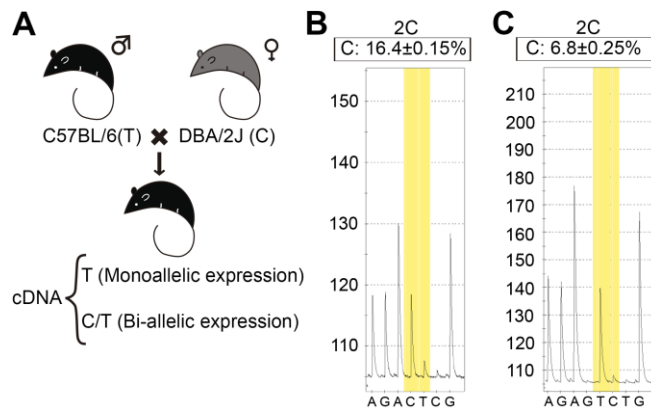 A
♂
♀
C57BL/6(T) ✖ DBA/2J (C)
cDNA
T (Monoallelic expression)
C/T (Bi-allelic expression)
B
2C
C: 16.4±0.15%
150
140
130
120
110
A G A C T C G
C
2C
C: 6.8±0.25%
210
200
190
180
170
160
150
140
130
120
110
A G A G T C T G